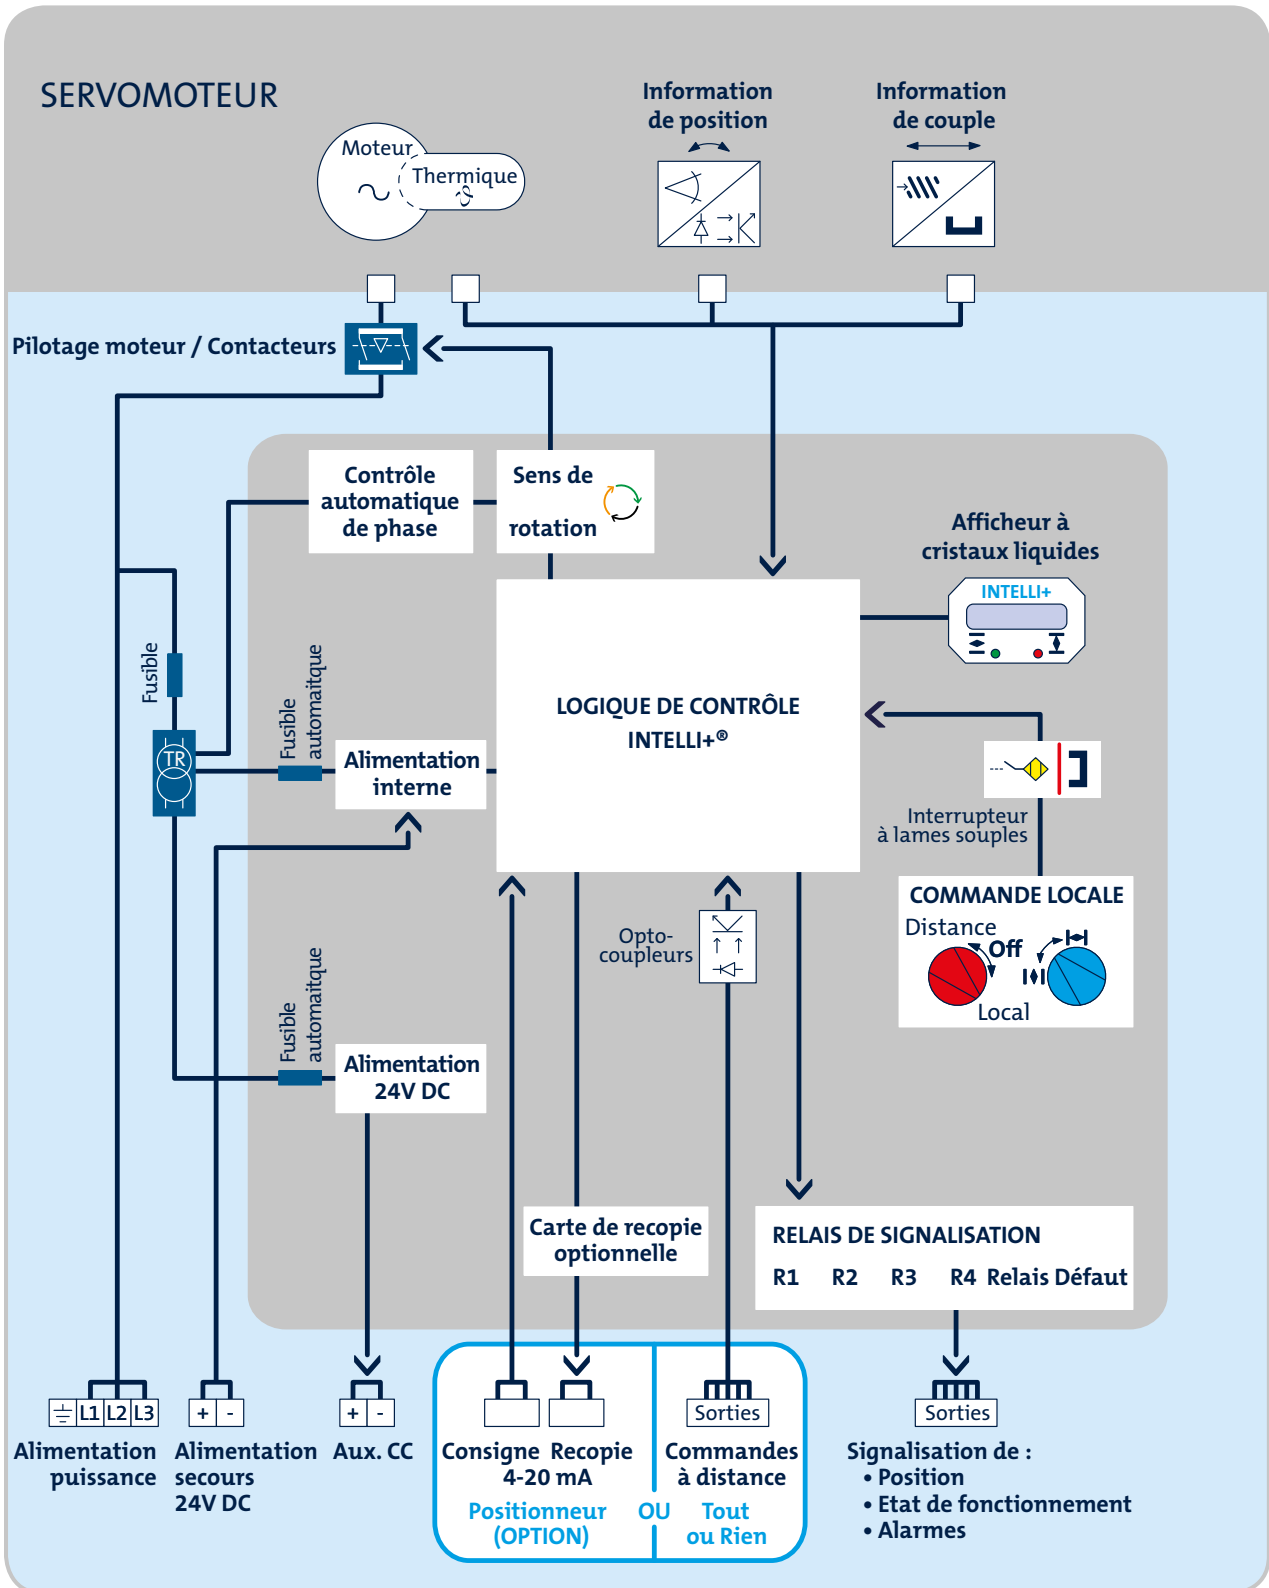 SERVOMOTEUR
Information
de position
Information
de couple
Moteur
Thermique
Pilotage moteur / Contacteurs
Contrôle
automatique
de phase
Sens de
rotation
Afficheur à
cristaux liquides
INTELLI+
Fusible
Fusible
automaitque
TR
Alimentation
interne
LOGIQUE DE CONTRÔLE
INTELLI+®
Interrupteur
à lames souples
COMMANDE LOCALE
Distance
Off
Local
Opto-
coupleurs
Fusible
automaitque
Alimentation
24V DC
Carte de recopie
optionnelle
RELAIS DE SIGNALISATION
R1 R2 R3 R4 Relais Défaut
L1 L2 L3
+ -
+ -
Sorties
Sorties
Alimentation
puissance
Alimentation
secours
24V DC
Aux. CC
Consigne Recopie
4-20 mA
Positionneur
(OPTION)
OU
Commandes
à distance
Tout
ou Rien
Signalisation de :
• Position
• Etat de fonctionnement
• Alarmes